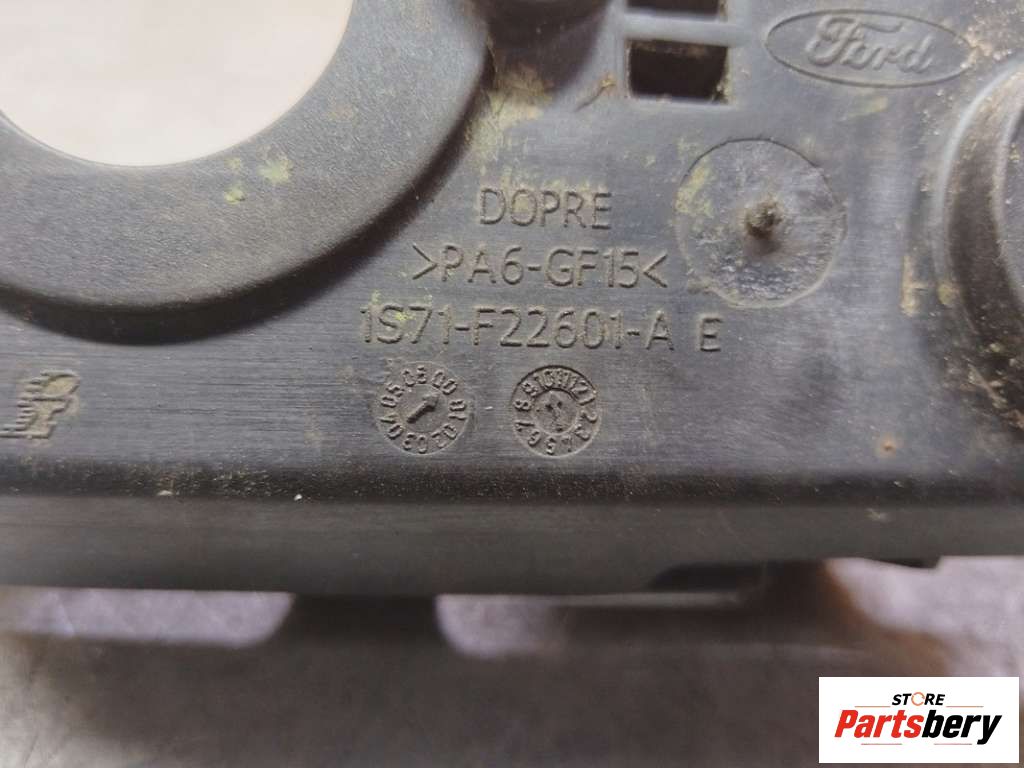 Ford
DOPRE
>PA6-GF15<
1S71-F22601-A E
STORE
Partsbery